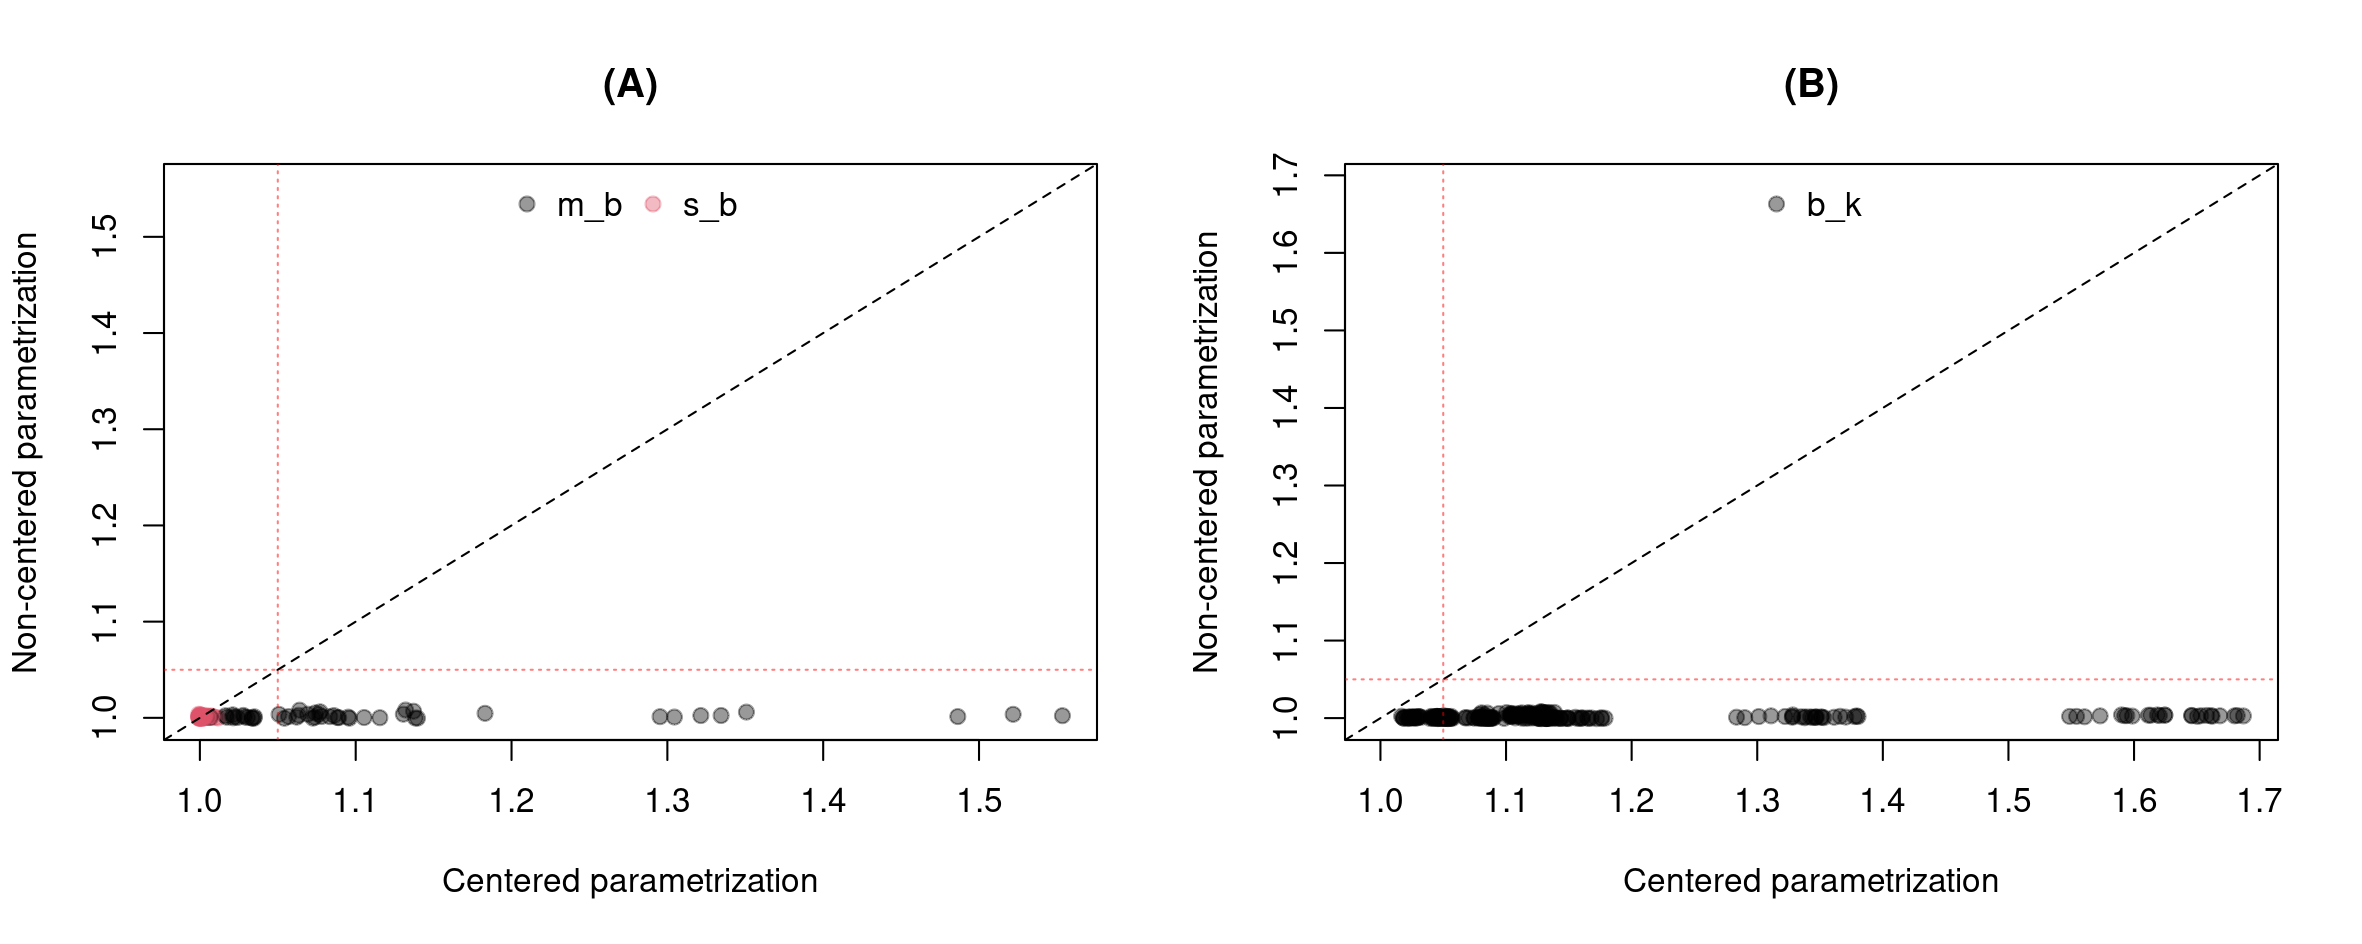 (A)
m_b s_b
Non-centered parametrization
1.5
1.4
1.3
1.2
1.1
1.0
1.0 1.1 1.2 1.3 1.4 1.5
Centered parametrization
(B)
b_k
Non-centered parametrization
1.7
1.6
1.5
1.4
1.3
1.2
1.1
1.0
1.0 1.1 1.2 1.3 1.4 1.5 1.6 1.7
Centered parametrization